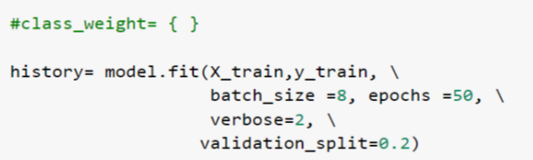 #class_weight= { }
history= model.fit(X_train,y_train, \
batch_size =8, epochs =50, \
verbose=2, \
validation_split=0.2)